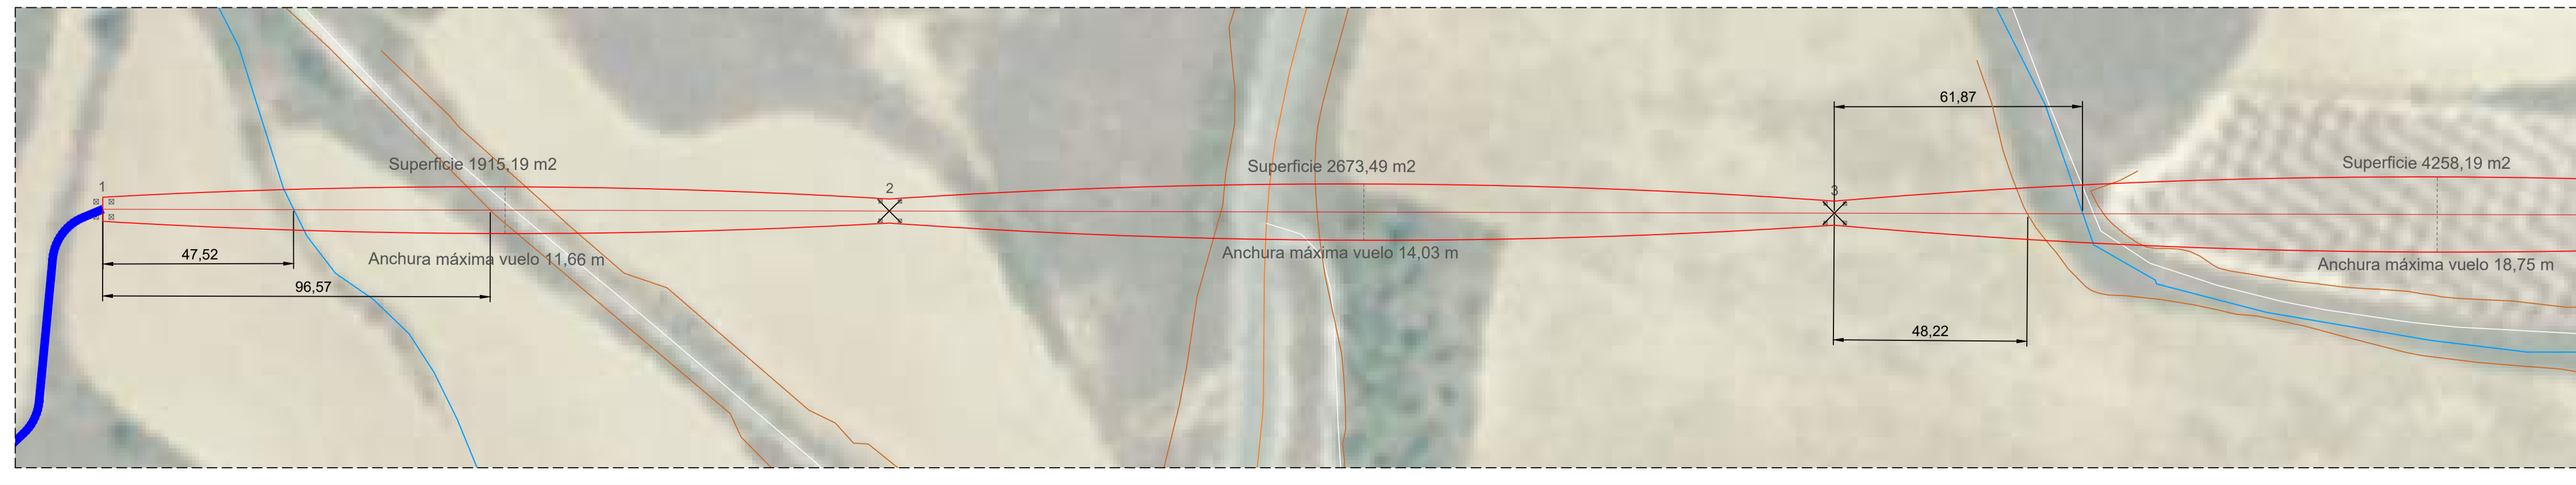 61,87
Superficie 1915,19 m2
Superficie 2673,49 m2
Superficie 4258,19 m2
1
2
3
47,52
Anchura máxima vuelo 11,66 m
Anchura máxima vuelo 14,03 m
Anchura máxima vuelo 18,75 m
96,57
48,22